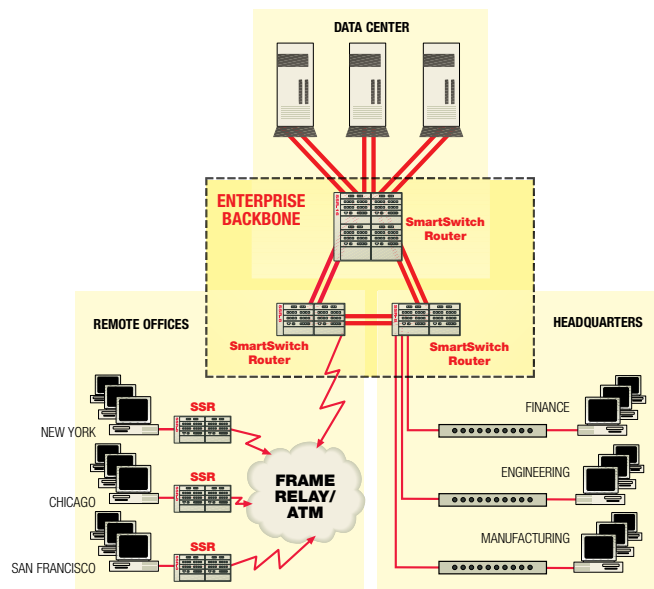 DATA CENTER
ENTERPRISE
BACKBONE
SmartSwitch
Router
REMOTE OFFICES
HEADQUARTERS
SmartSwitch
Router
SmartSwitch
Router
SSR
NEW YORK
FINANCE
SSR
CHICAGO
FRAME
RELAY/
ATM
ENGINEERING
SSR
SAN FRANCISCO
MANUFACTURING